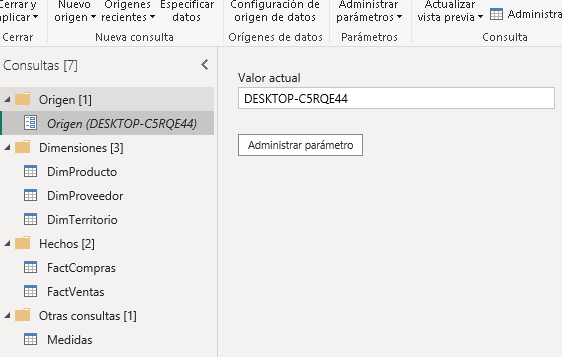 Cerrar y
aplicar
Nuevo
origen
Orígenes
recientes
Especificar
datos
Configuración de
origen de datos
Administrar
parámetros
Actualizar
vista previa
Administra
Cerrar
Nueva consulta
Orígenes de datos
Parámetros
Consulta
Consultas [7]
Origen [1]
Origen (DESKTOP-C5RQE44)
Dimensiones [3]
DimProducto
DimProveedor
DimTerritorio
Hechos [2]
FactCompras
FactVentas
Otras consultas [1]
Medidas
Valor actual
DESKTOP-C5RQE44
Administrar parámetro